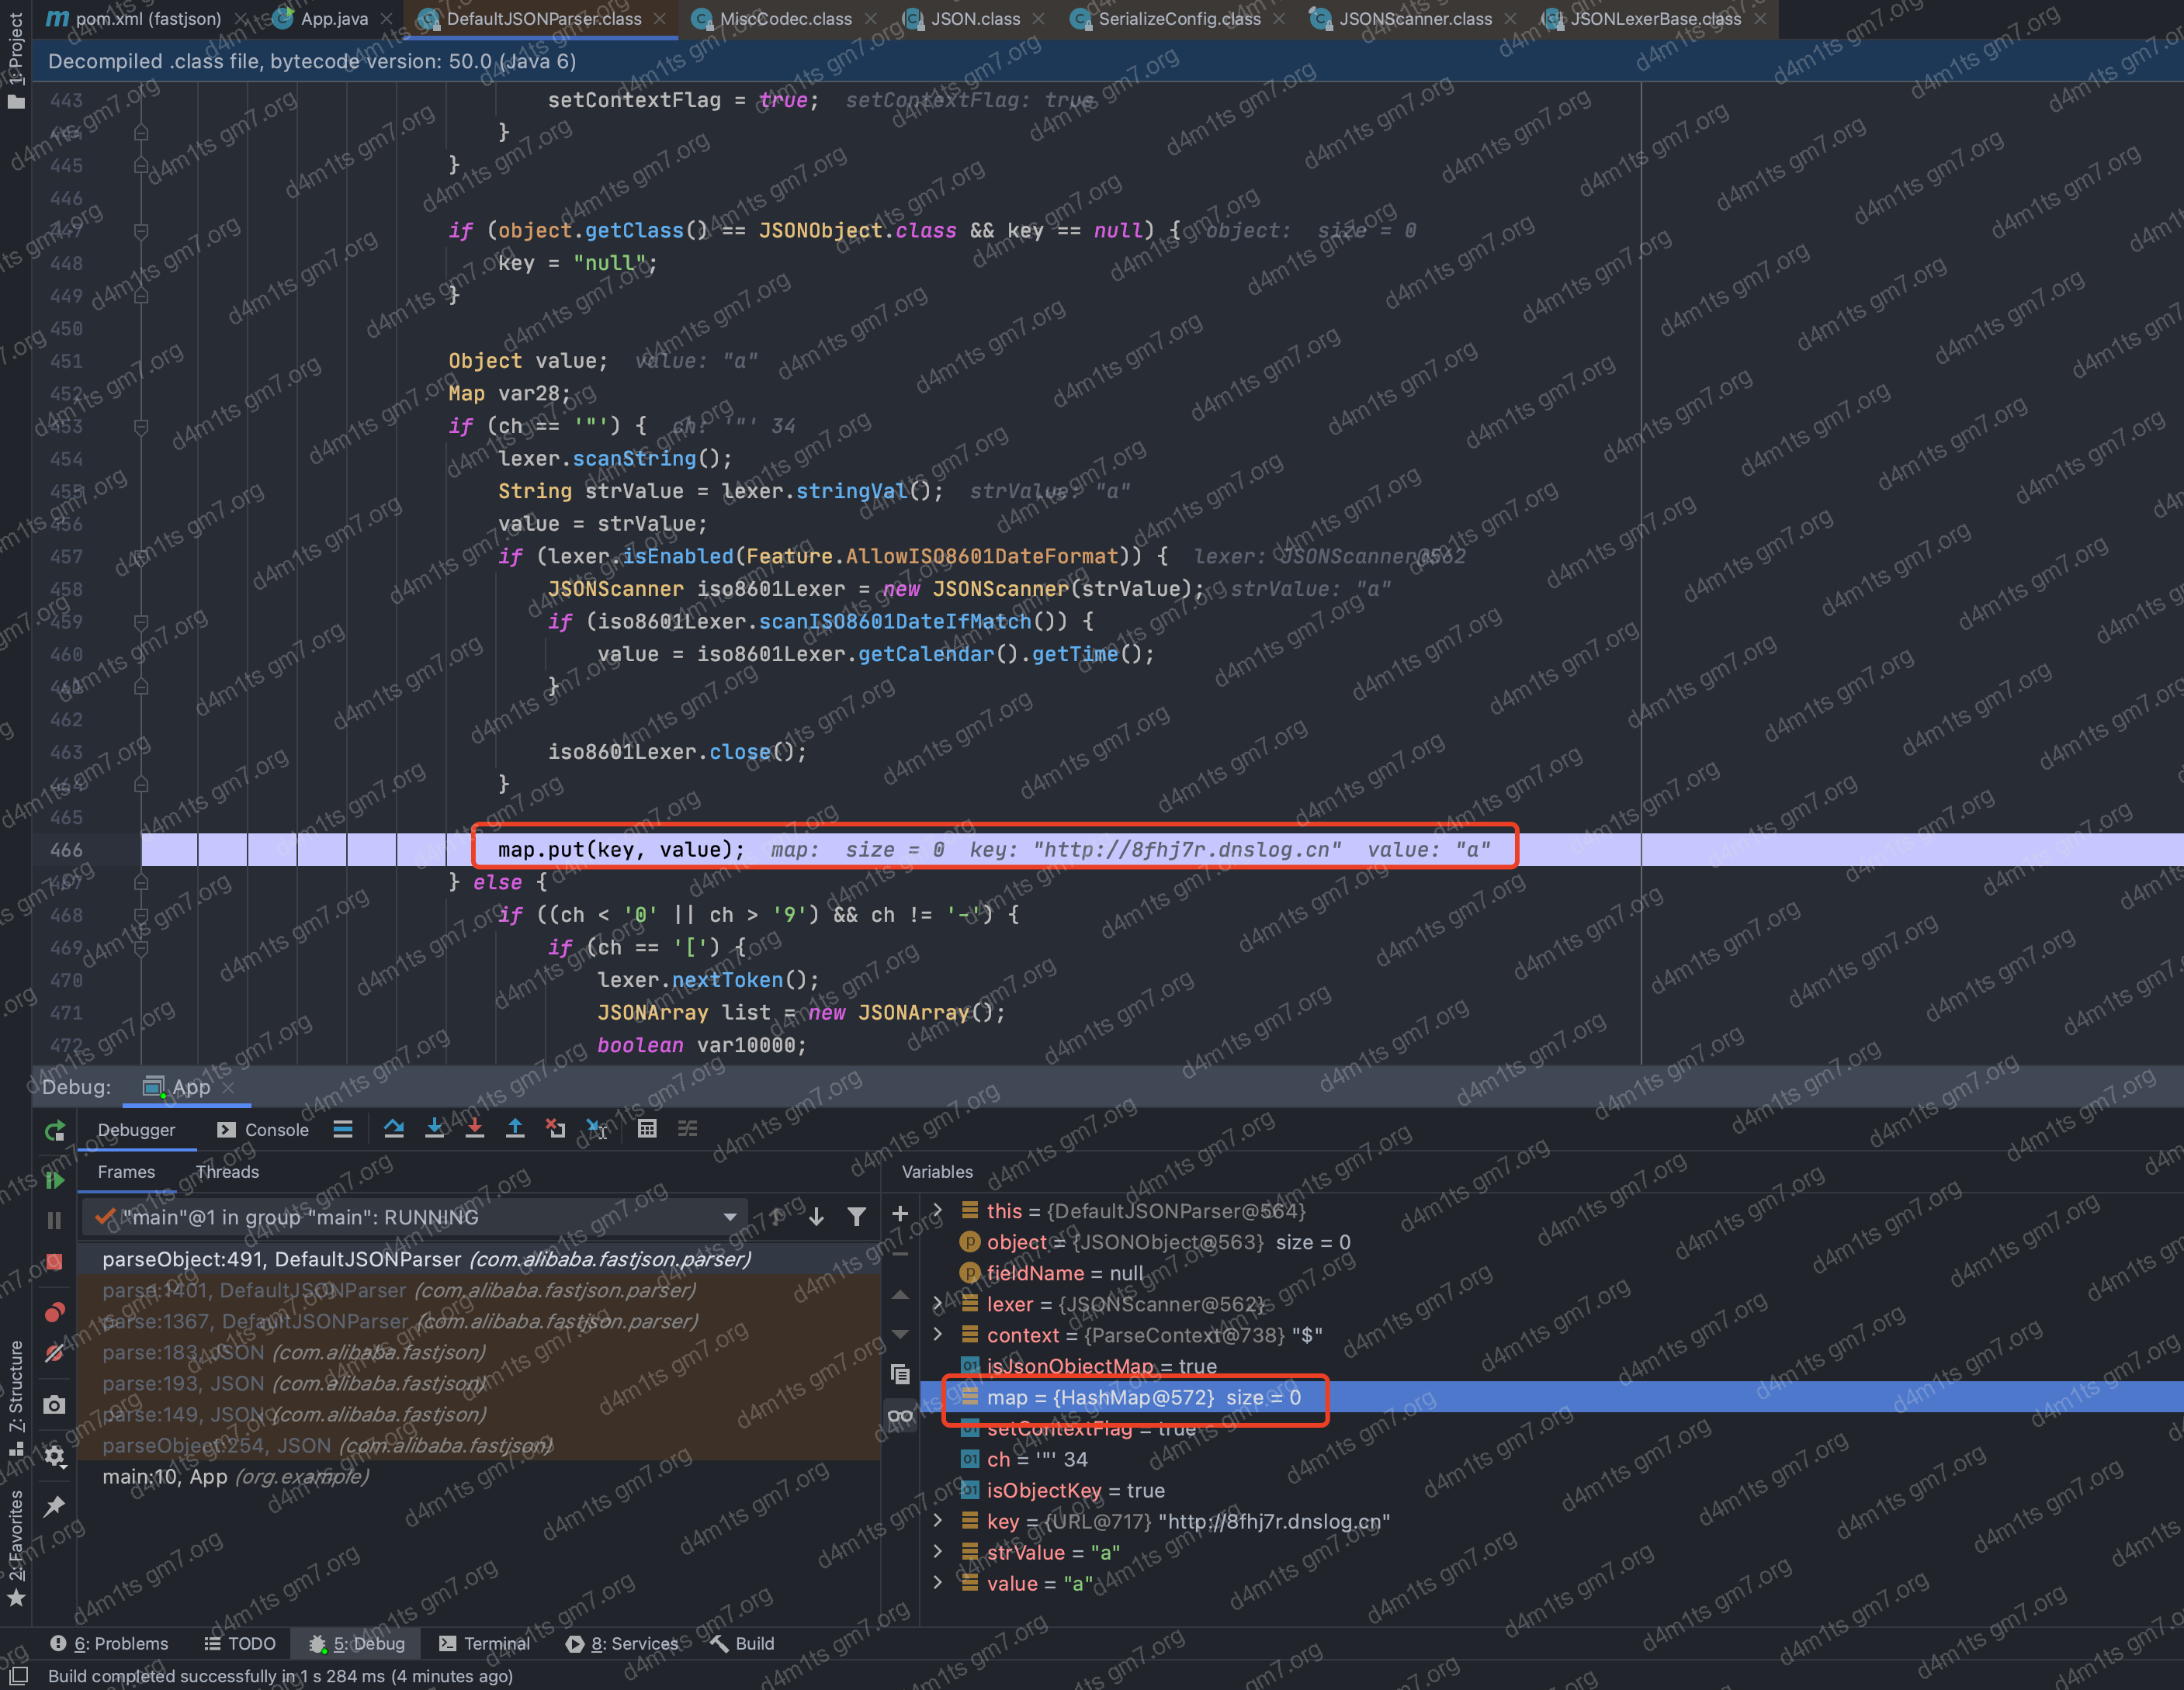 1: Project
pom.xml (fastjson)
App.java
DefaultJSONParser.class
MiscCodec.class
JSON.class
SerializeConfig.class
JSONScanner.class
JSONLexerBase.class
Decompiled .class file, bytecode version: 50.0 (Java 6)
443 setContextFlag = true; setContextFlag: true
444 }
445 }
446
447 if (object.getClass() == JSONObject.class && key == null) { object: size = 0
448 key = "null";
449 }
450
451 Object value; value: "a"
452 Map var28;
453 if (ch == '"') { ch: '"' 34
454 lexer.scanString();
455 String strValue = lexer.stringVal(); strValue: "a"
456 value = strValue;
457 if (lexer.isEnabled(Feature.AllowISO8601DateFormat)) { lexer: JSONScanner@562
458 JSONScanner iso8601Lexer = new JSONScanner(strValue); strValue: "a"
459 if (iso8601Lexer.scanISO8601DateIfMatch()) {
460 value = iso8601Lexer.getCalendar().getTime();
461 }
462
463 iso8601Lexer.close();
464 }
465
466 map.put(key, value); map: size = 0 key: "http://8fhj7r.dnslog.cn" value: "a"
467 } else {
468 if ((ch < '0' || ch > '9') && ch != '-') {
469 if (ch == '[') {
470 lexer.nextToken();
471 JSONArray list = new JSONArray();
472 boolean var10000;
Debug: App
Debugger Console
Frames Threads
Variables
"main"@1 in group "main": RUNNING
parseObject:491, DefaultJSONParser (com.alibaba.fastjson.parser)
parse:1401, DefaultJSONParser (com.alibaba.fastjson.parser)
parse:1367, DefaultJSONParser (com.alibaba.fastjson.parser)
parse:183, JSON (com.alibaba.fastjson)
parse:193, JSON (com.alibaba.fastjson)
parse:149, JSON (com.alibaba.fastjson)
parseObject:254, JSON (com.alibaba.fastjson)
main:10, App (org.example)
this = {DefaultJSONParser@564}
object = {JSONObject@563} size = 0
fieldName = null
lexer = {JSONScanner@562}
context = {ParseContext@738} "$"
isJsonObjectMap = true
map = {HashMap@572} size = 0
setContextFlag = true
ch = '"' 34
isObjectKey = true
key = {URL@717} "http://8fhj7r.dnslog.cn"
strValue = "a"
value = "a"
Z: Structure
2: Favorites
6: Problems
TODO
5: Debug
Terminal
8: Services
Build
Build completed successfully in 1 s 284 ms (4 minutes ago)
d4m1ts gm7.org